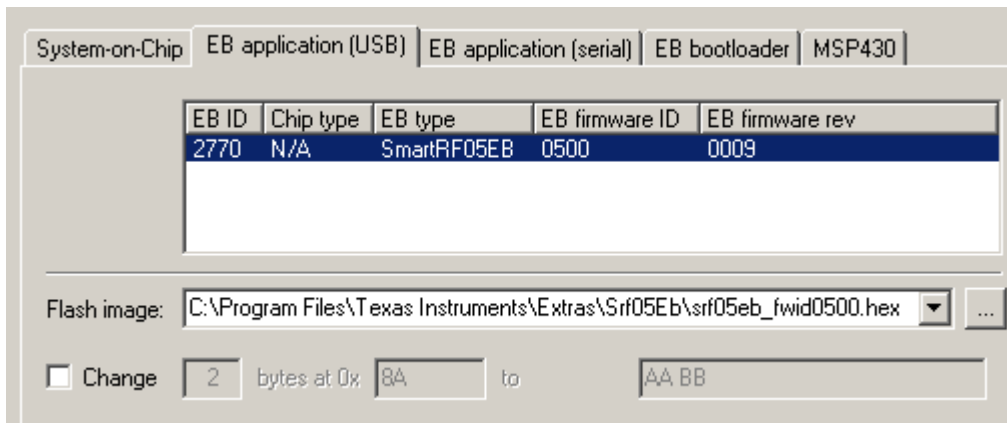 System-on-Chip EB application (USB) EB application (serial) EB bootloader MSP430
EB ID Chip type EB type EB firmware ID EB firmware rev
2770 N/A SmartRF05EB 0500 0009
Flash image: C:\Program Files\Texas Instruments\Extras\Srf05Eb\srf05eb_fwid0500.hex ...
Change 2 bytes at 0x 8A to AA BB